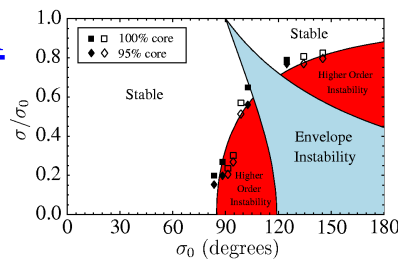 1.0
0.8
0.6
0.4
0.2
0.0
σ/σ₀
100% core
95% core
Stable
Stable
Higher Order
Instability
Envelope
Instability
Higher
Order
Instability
0 30 60 90 120 150 180
σ₀ (degrees)